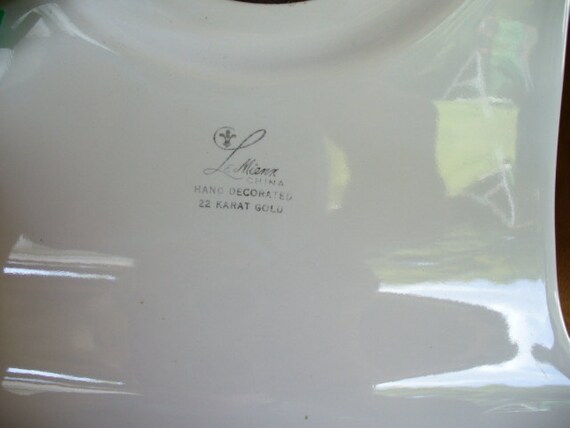 Le Mieux
CHINA
HAND DECORATED
22 KARAT GOLD